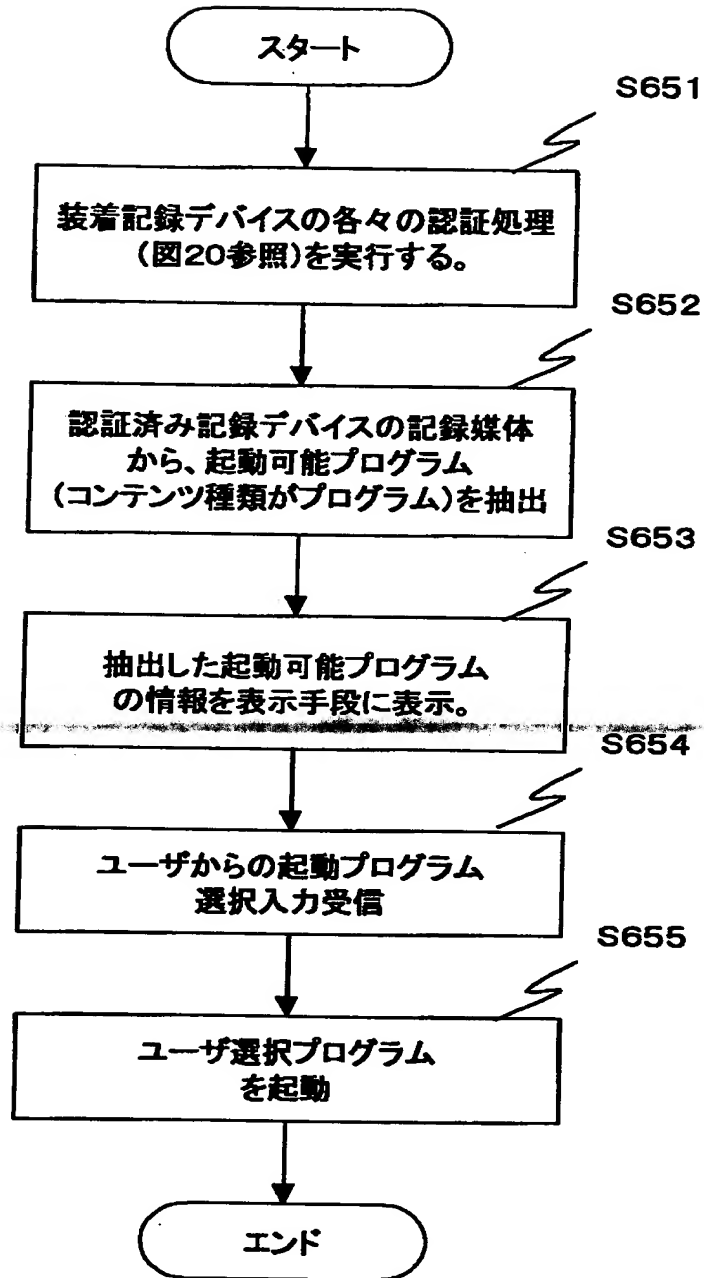 スタート
S651
装着記録デバイスの各々の認証処理
(図20参照)を実行する。
S652
認証済み記録デバイスの記録媒体
から、起動可能プログラム
(コンテンツ種類がプログラム)を抽出
S653
抽出した起動可能プログラム
の情報を表示手段に表示。
S654
ユーザからの起動プログラム
選択入力受信
S655
ユーザ選択プログラム
を起動
エンド